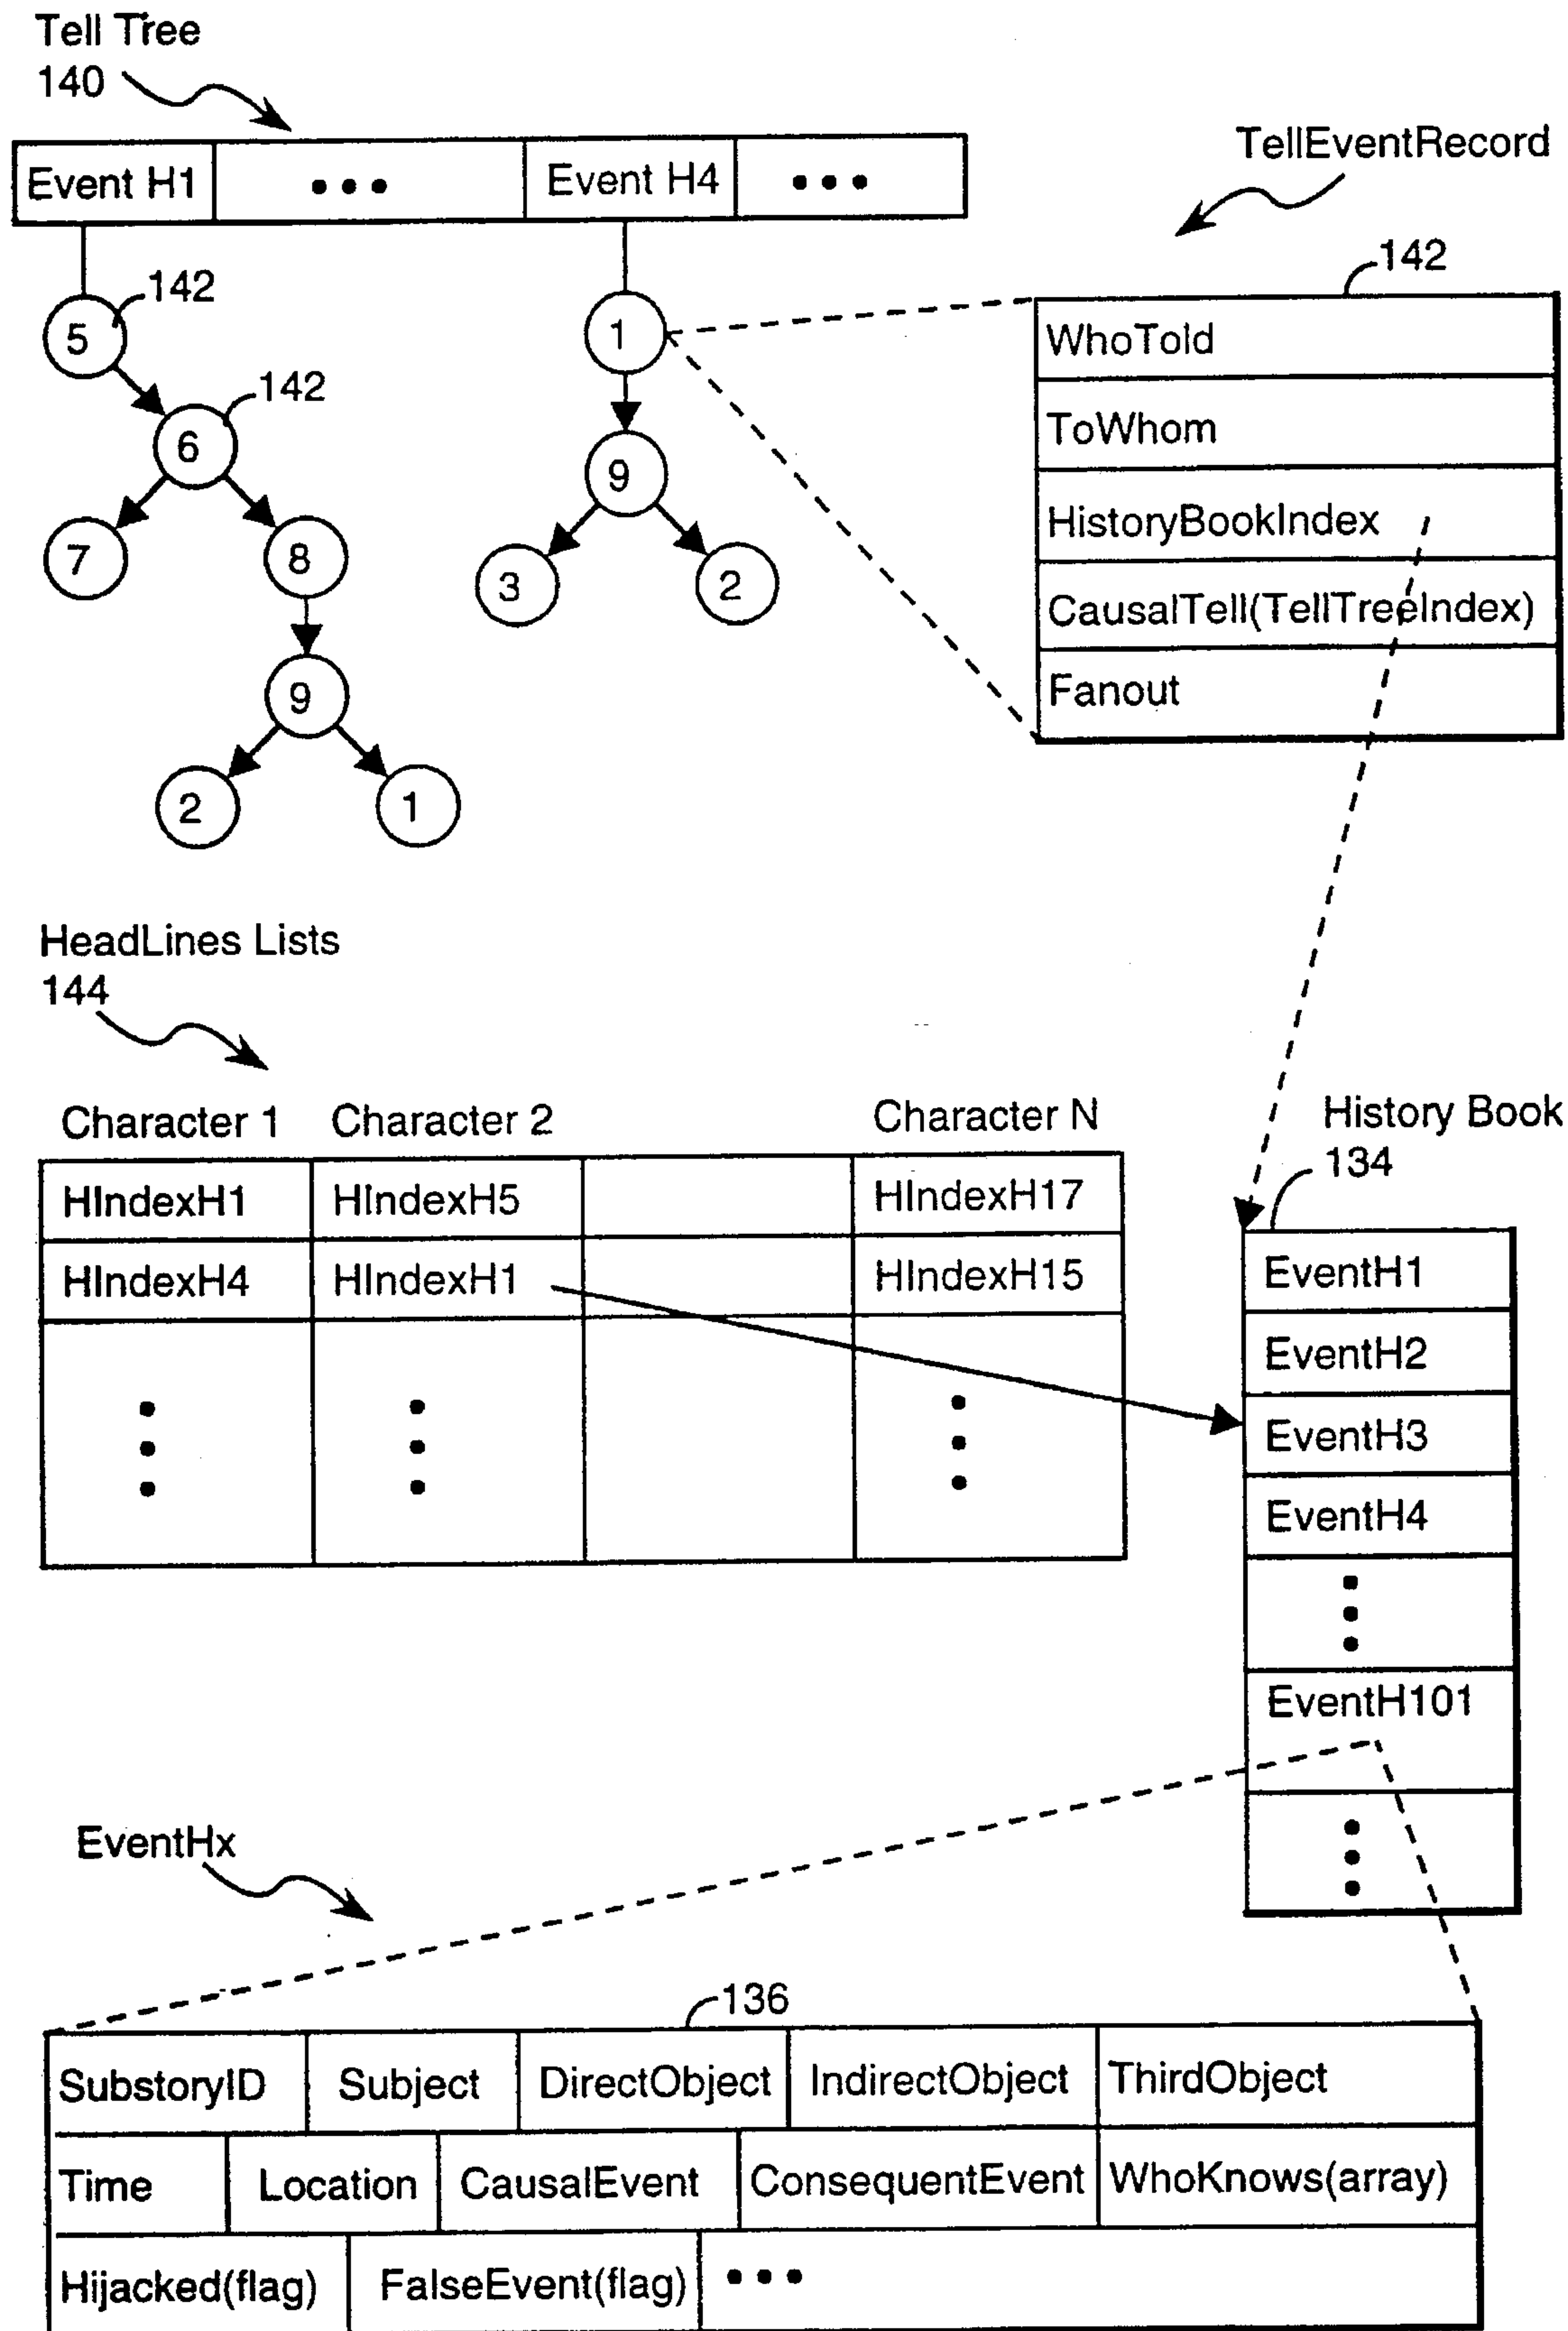 Tell Tree
140
Event H1 ••• Event H4 •••
TellEventRecord
142
5
142
6
142
7
8
9
2
1
1
9
3
2
WhoTold
ToWhom
HistoryBookIndex
CausalTell(TellTreeIndex)
Fanout
HeadLines Lists
144
Character 1 Character 2 Character N
HIndexH1 HIndexH5 HIndexH17
HIndexH4 HIndexH1 HIndexH15
History Book
134
EventH1
EventH2
EventH3
EventH4
EventH101
EventHx
136
SubstoryID Subject DirectObject IndirectObject ThirdObject
Time Location CausalEvent ConsequentEvent WhoKnows(array)
Hijacked(flag) FalseEvent(flag) •••